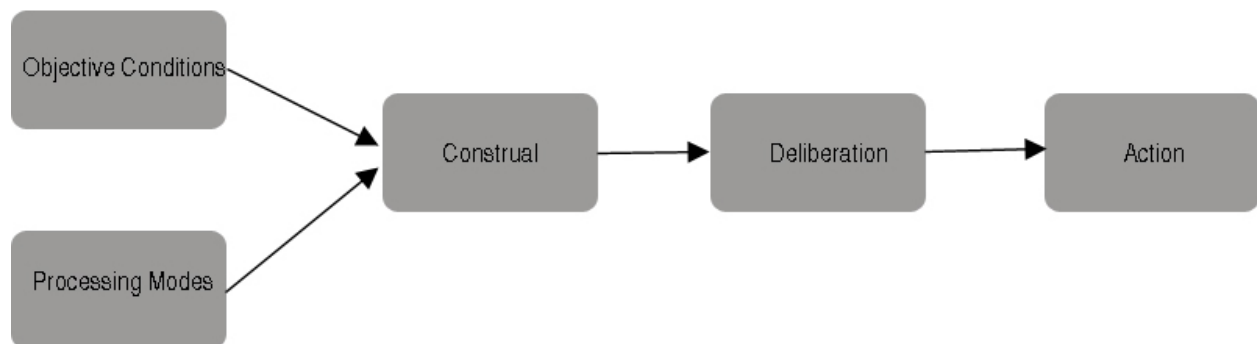 Objective Conditions
Construal
Deliberation
Action
Processing Modes